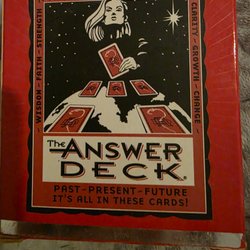 WISDOM - FAITH - STRENGTH -
CLARITY - GROWTH - CHANGE -
The ANSWER
DECK®
PAST - PRESENT - FUTURE
IT'S ALL IN THESE CARDS!